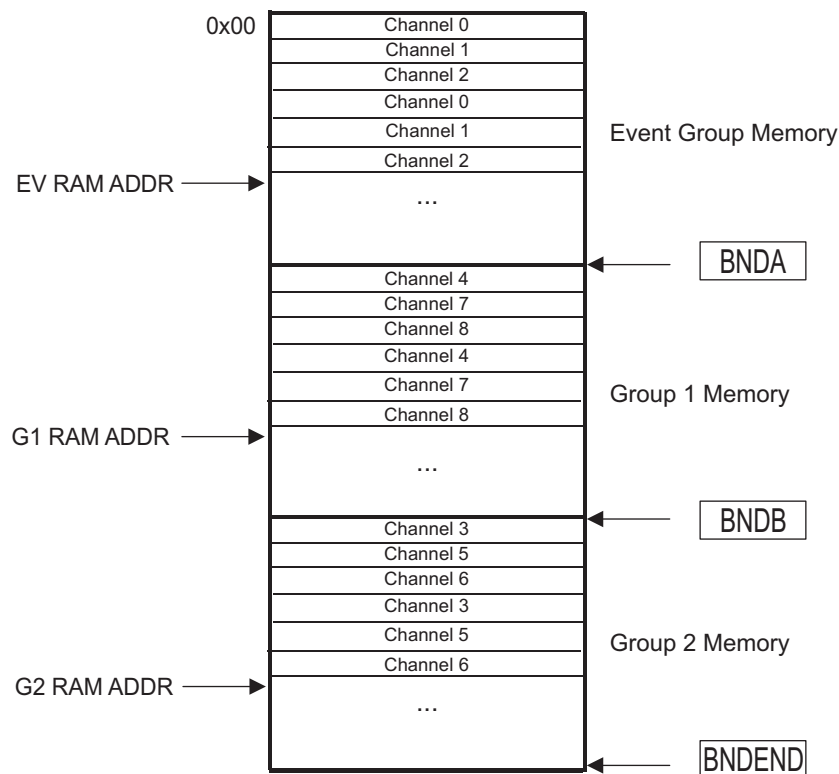 0x00
Channel 0
Channel 1
Channel 2
Channel 0
Channel 1
Channel 2
...
Event Group Memory
EV RAM ADDR
BNDA
Channel 4
Channel 7
Channel 8
Channel 4
Channel 7
Channel 8
...
Group 1 Memory
G1 RAM ADDR
BNDB
Channel 3
Channel 5
Channel 6
Channel 3
Channel 5
Channel 6
...
Group 2 Memory
G2 RAM ADDR
BNDEND